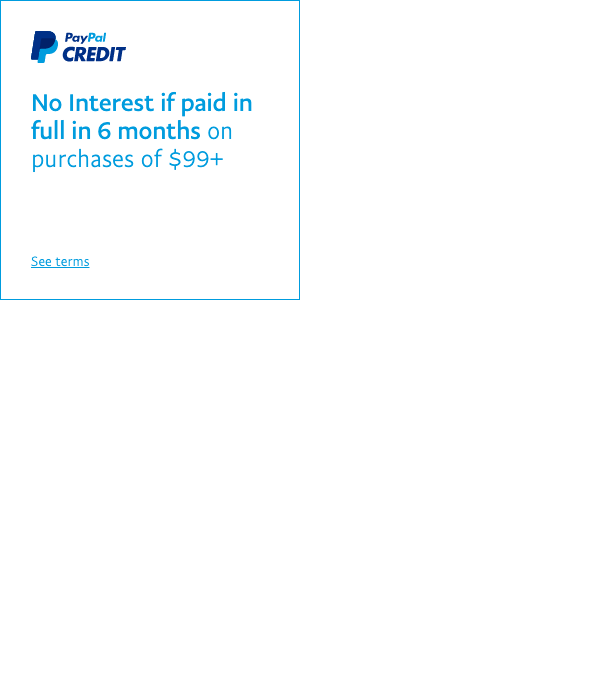 PayPal
CREDIT
No Interest if paid in
full in 6 months on
purchases of $99+
See terms